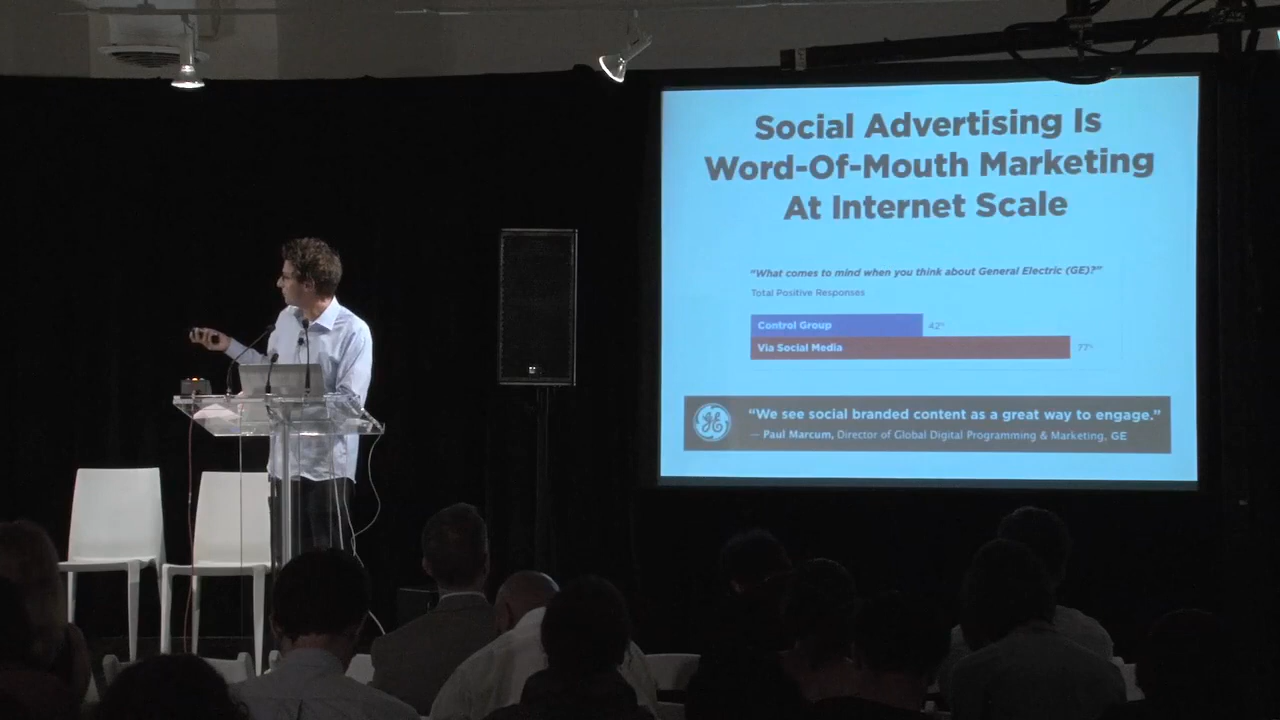 Social Advertising Is
Word-Of-Mouth Marketing
At Internet Scale
"What comes to mind when you think about General Electric (GE)?"
Total Positive Responses
Control Group 42%
Via Social Media 77%
GE
"We see social branded content as a great way to engage."
— Paul Marcum, Director of Global Digital Programming & Marketing, GE